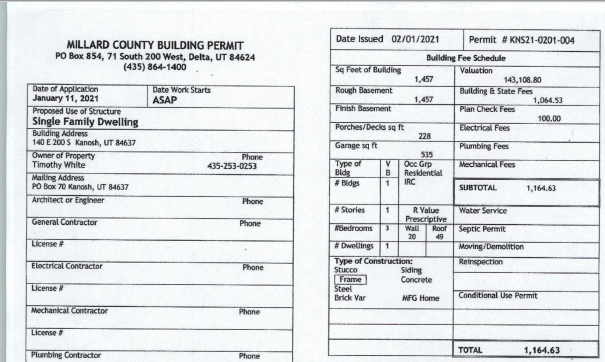 MILLARD COUNTY BUILDING PERMIT
PO Box 854, 71 South 200 West, Delta, UT 84624
(435) 864-1400
Date of Application Date Work Starts
January 11, 2021 ASAP
Proposed Use of Structure
Single Family Dwelling
Building Address
140 E 200 S Kanosh, UT 84637
Owner of Property Phone
Timothy White 435-253-0253
Mailing Address
PO Box 70 Kanosh, UT 84637
Architect or Engineer Phone
General Contractor Phone
License #
Electrical Contractor Phone
License #
Mechanical Contractor Phone
License #
Plumbing Contractor Phone
Date Issued 02/01/2021 Permit # KNS21-0201-004
Building Fee Schedule
Sq Feet of Building Valuation
1,457 143,108.80
Rough Basement Building & State Fees
1,457 1,064.53
Finish Basement Plan Check Fees
100.00
Porches/Decks sq ft Electrical Fees
228
Garage sq ft Plumbing Fees
535
Type of V Occ Grp Mechanical Fees
Bldg B Residential
# Bldgs 1 IRC SUBTOTAL 1,164.63
# Stories 1 R Value Water Service
Prescriptive
#Bedrooms 3 Wall Roof Septic Permit
20 49
# Dwellings 1 Moving/Demolition
Type of Construction: Reinspection
Stucco Siding
Frame Concrete
Steel
Brick Var MFG Home Conditional Use Permit
TOTAL 1,164.63